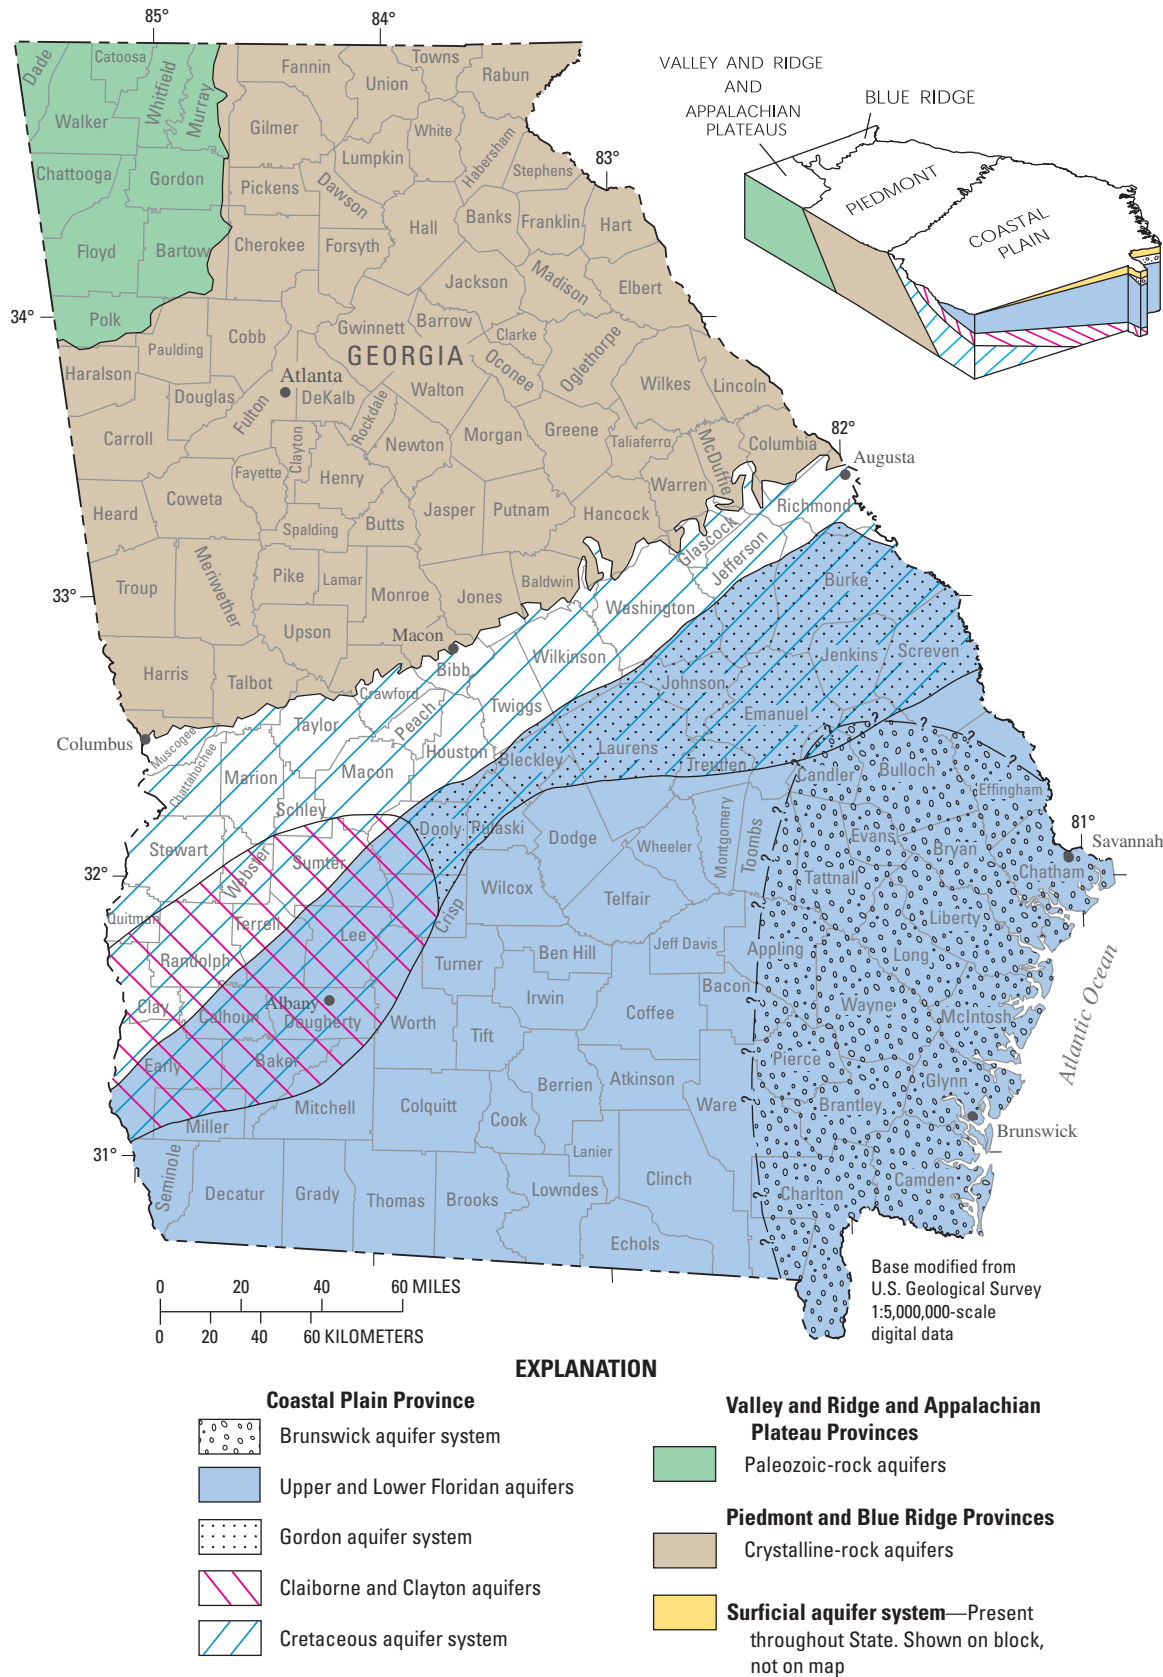 85°
84°
Dade
Catoosa
Whitfield
Murray
Walker
Chattooga
Gordon
Floyd
Bartow
Polk
Fannin
Union
Towns
Rabun
Gilmer
White
Habersham
Lumpkin
Stephens
83°
Pickens
Dawson
Hall
Banks
Franklin
Hart
Cherokee
Forsyth
Jackson
Madison
Elbert
34°
Cobb
Gwinnett
Barrow
Clarke
Oconee
Oglethorpe
Paulding
GEORGIA
Haralson
Atlanta
Douglas
Fulton
DeKalb
Rockdale
Walton
Wilkes
Lincoln
Carroll
Clayton
Newton
Morgan
Greene
Taliaferro
McDuffie
Columbia
82°
Augusta
Fayette
Henry
Warren
Coweta
Heard
Spalding
Butts
Jasper
Putnam
Hancock
Glascock
Richmond
Jefferson
Troup
Meriwether
Pike
Lamar
Monroe
Jones
Baldwin
Washington
Burke
33°
Upson
Macon
Bibb
Wilkinson
Jenkins
Screven
Harris
Talbot
Crawford
Peach
Twiggs
Johnson
Emanuel
Columbus
Muscogee
Chattahochee
Taylor
Houston
Bleckley
Laurens
Treutlen
Marion
Macon
Schley
Candler
Bulloch
Effingham
Stewart
Webster
Sumter
Dooly
Pulaski
Dodge
Wheeler
Montgomery
Toombs
Evans
Bryan
81°
Savannah
Chatham
32°
Quitman
Terrell
Lee
Crisp
Wilcox
Telfair
Tattnall
Liberty
Randolph
Turner
Ben Hill
Jeff Davis
Appling
Long
Clay
Calhoun
Albany
Dougherty
Worth
Irwin
Coffee
Bacon
Wayne
McIntosh
Atlantic Ocean
Early
Baker
Tift
Pierce
Berrien
Atkinson
Glynn
Miller
Mitchell
Colquitt
Cook
Ware
Brantley
Brunswick
31°
Seminole
Decatur
Grady
Thomas
Brooks
Lanier
Lowndes
Clinch
Echols
Charlton
Camden
? ? ? ?
? ? ? ? ? ? ? ?
VALLEY AND RIDGE
AND
APPALACHIAN
PLATEAUS
BLUE RIDGE
PIEDMONT
COASTAL
PLAIN
0 20 40 60 MILES
0 20 40 60 KILOMETERS
Base modified from
U.S. Geological Survey
1:5,000,000-scale
digital data
EXPLANATION
Coastal Plain Province
Brunswick aquifer system
Upper and Lower Floridan aquifers
Gordon aquifer system
Claiborne and Clayton aquifers
Cretaceous aquifer system
Valley and Ridge and Appalachian
Plateau Provinces
Paleozoic-rock aquifers
Piedmont and Blue Ridge Provinces
Crystalline-rock aquifers
Surficial aquifer system—Present
throughout State. Shown on block,
not on map